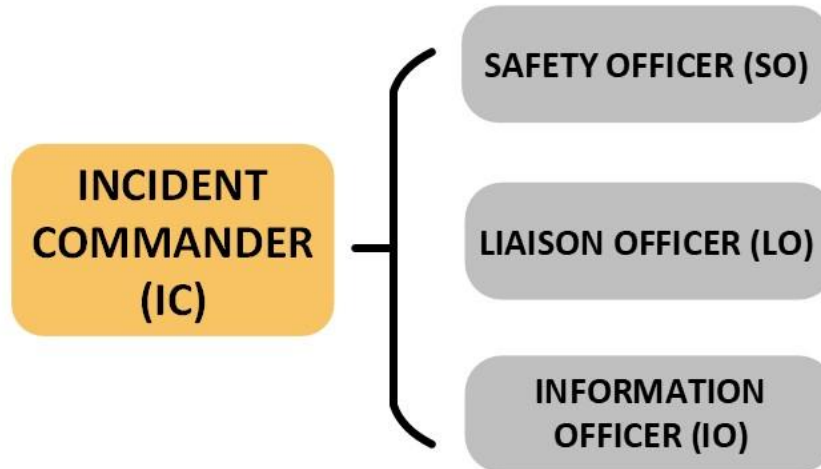 INCIDENT
COMMANDER
(IC)
SAFETY OFFICER (SO)
LIAISON OFFICER (LO)
INFORMATION
OFFICER (IO)